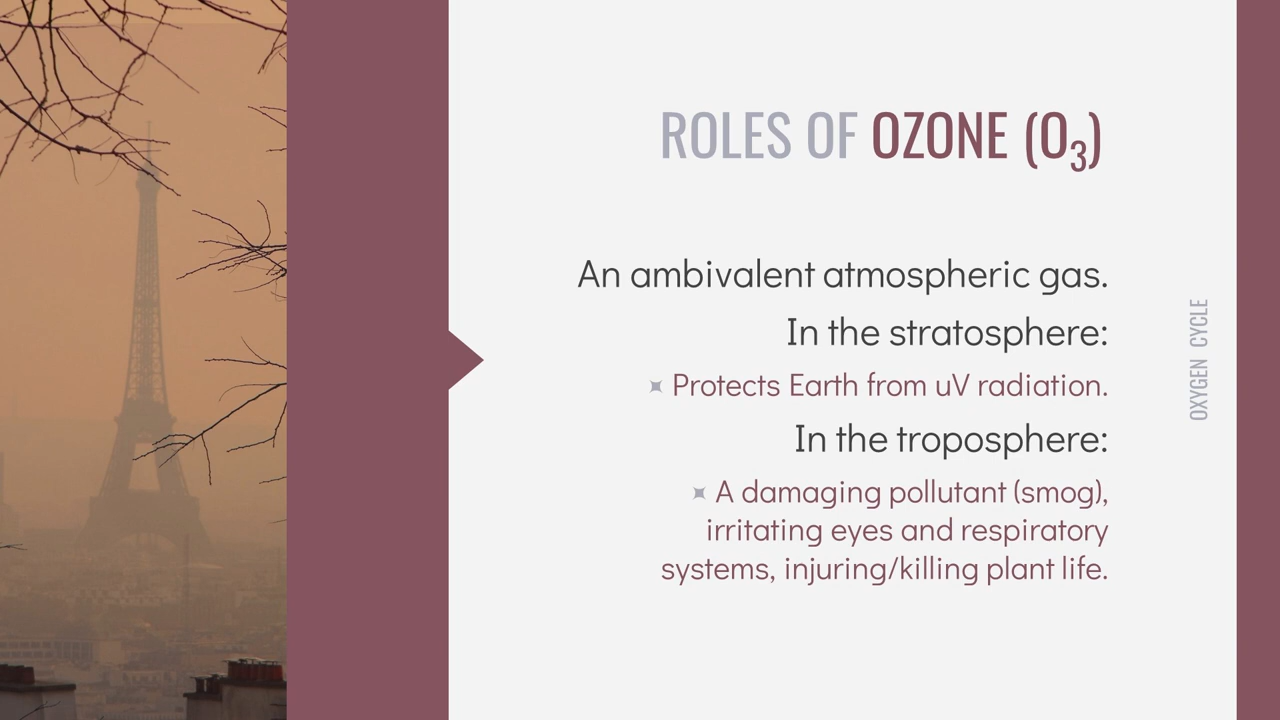 ROLES OF OZONE (O₃)
An ambivalent atmospheric gas.
In the stratosphere:
Protects Earth from uV radiation.
In the troposphere:
A damaging pollutant (smog),
irritating eyes and respiratory
systems, injuring/killing plant life.
OXYGEN CYCLE